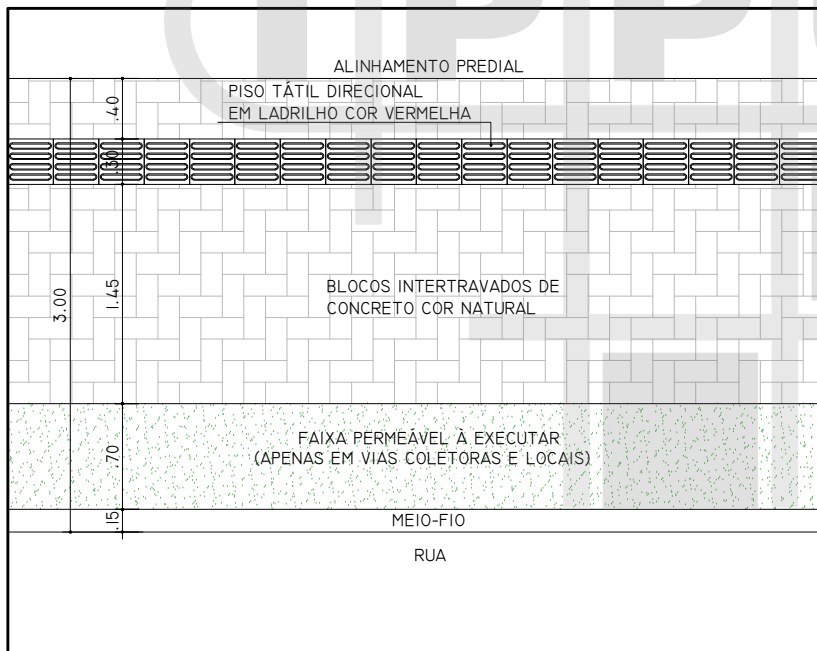 ALINHAMENTO PREDIAL
PISO TÁTIL DIRECIONAL
EM LADRILHO COR VERMELHA
.40
.30
BLOCOS INTERTRAVADOS DE
CONCRETO COR NATURAL
1.45
3.00
FAIXA PERMEÁVEL À EXECUTAR
(APENAS EM VIAS COLETORAS E LOCAIS)
.70
MEIO-FIO
.15
RUA